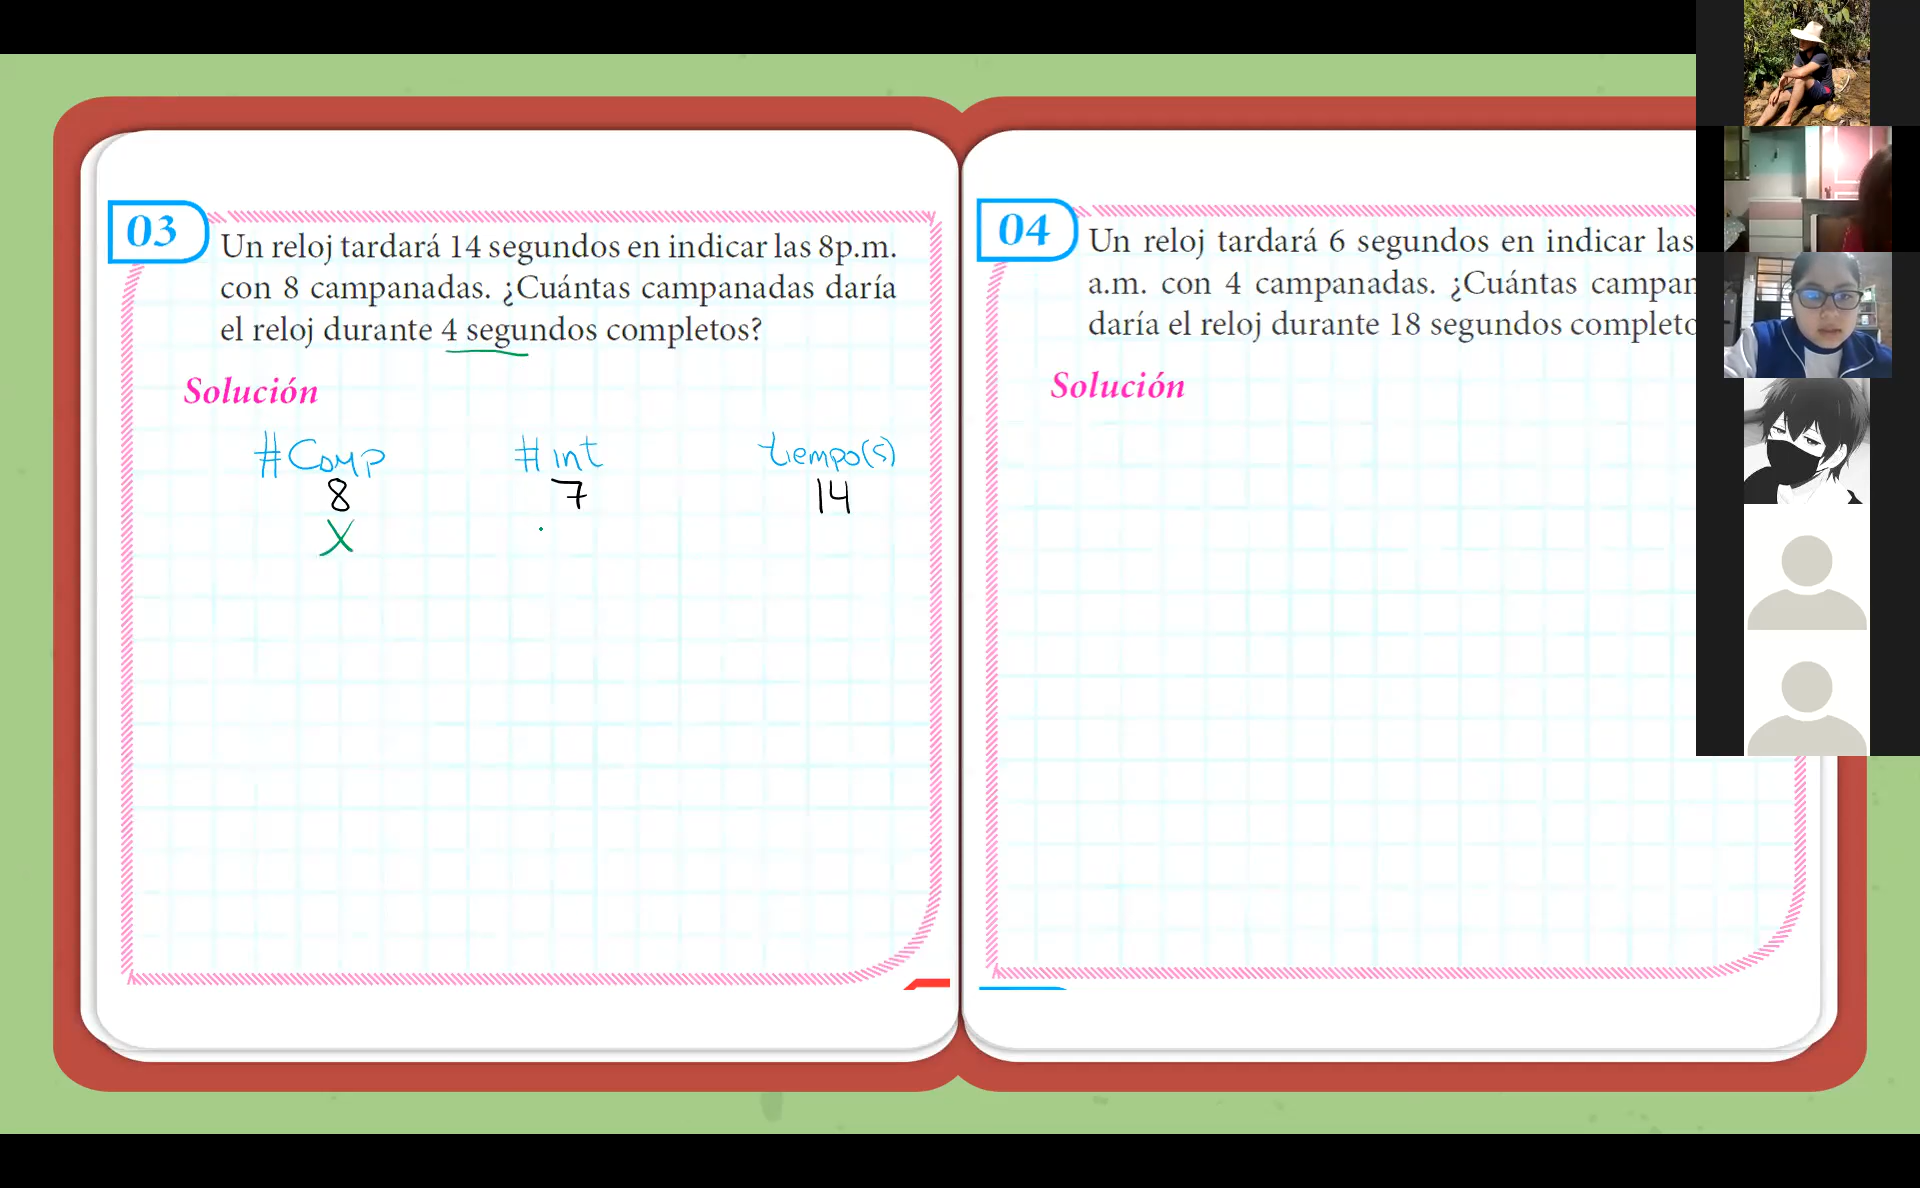 03
Un reloj tardará 14 segundos en indicar las 8p.m.
con 8 campanadas. ¿Cuántas campanadas daría
el reloj durante 4 segundos completos?
Solución
#Comp #int tiempo(s)
8 7 14
X
04
Un reloj tardará 6 segundos en indicar las
a.m. con 4 campanadas. ¿Cuántas campan
daría el reloj durante 18 segundos completo
Solución